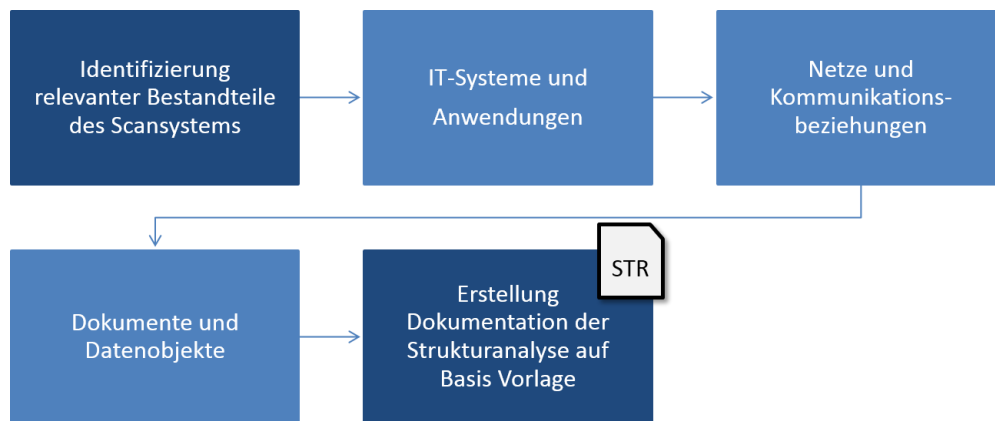 Identifizierung
relevanter Bestandteile
des Scansystems
IT-Systeme und
Anwendungen
Netze und
Kommunikations-
beziehungen
Dokumente und
Datenobjekte
STR
Erstellung
Dokumentation der
Strukturanalyse auf
Basis Vorlage